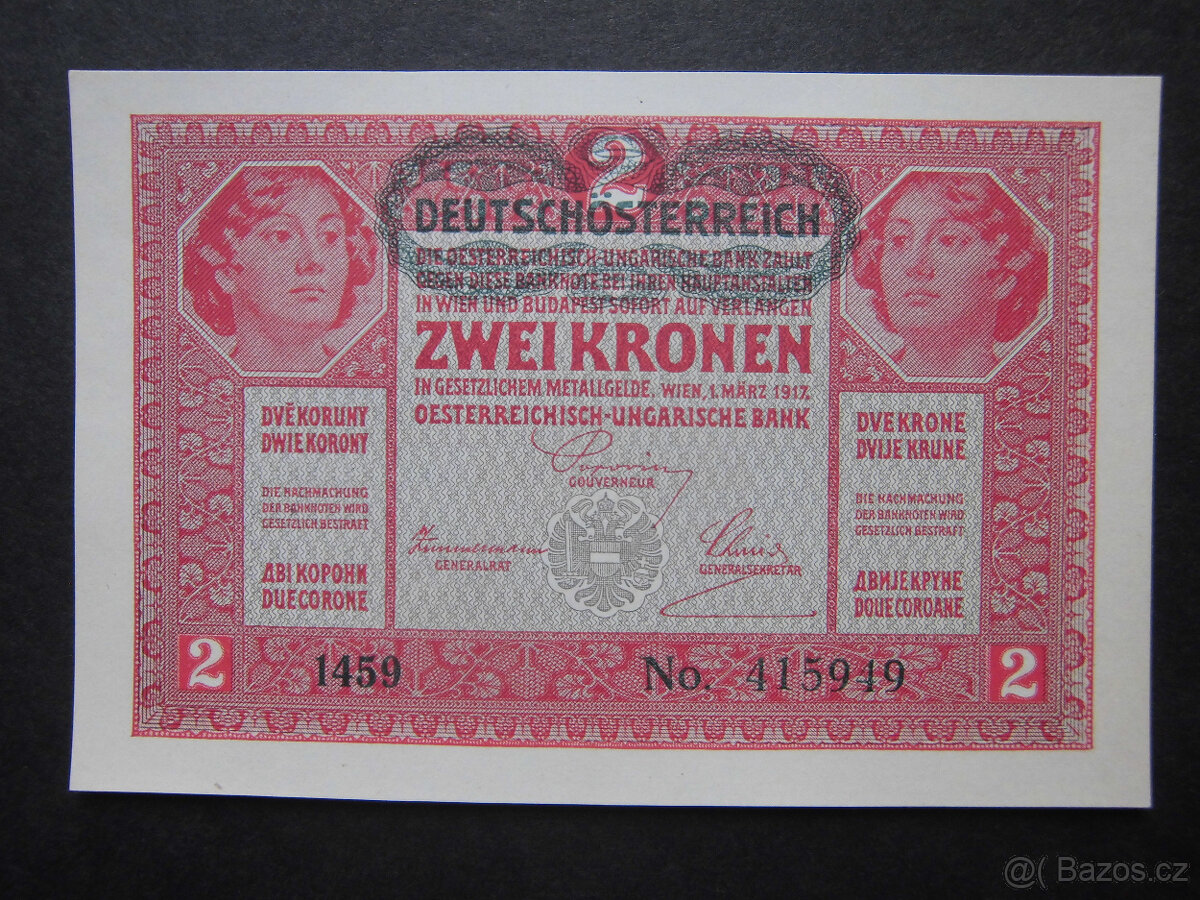 2
DEUTSCHÖSTERREICH
DIE OESTERREICHISCH-UNGARISCHE BANK ZAHLT
GEGEN DIESE BANKNOTE BEI IHREN HAUPTANSTALTEN
IN WIEN UND BUDAPEST SOFORT AUF VERLANGEN
ZWEI KRONEN
IN GESETZLICHEM METALLGELDE. WIEN, 1. MÄRZ 1917.
OESTERREICHISCH-UNGARISCHE BANK
DVĚ KORUNY
DWIE KORONY
DIE NACHMACHUNG
DER BANKNOTEN WIRD
GESETZLICH BESTRAFT
ДВІ КОРОНИ
DUE CORONE
Popovics
GOUVERNEUR
GENERALRAT
GENERALSEKRETÄR
DVE KRONE
DVIJE KRUNE
DIE NACHMACHUNG
DER BANKNOTEN WIRD
GESETZLICH BESTRAFT
ДВИЈЕ КРУНЕ
DOUE COROANE
2
1459
No. 415949
2
@( Bazos.cz